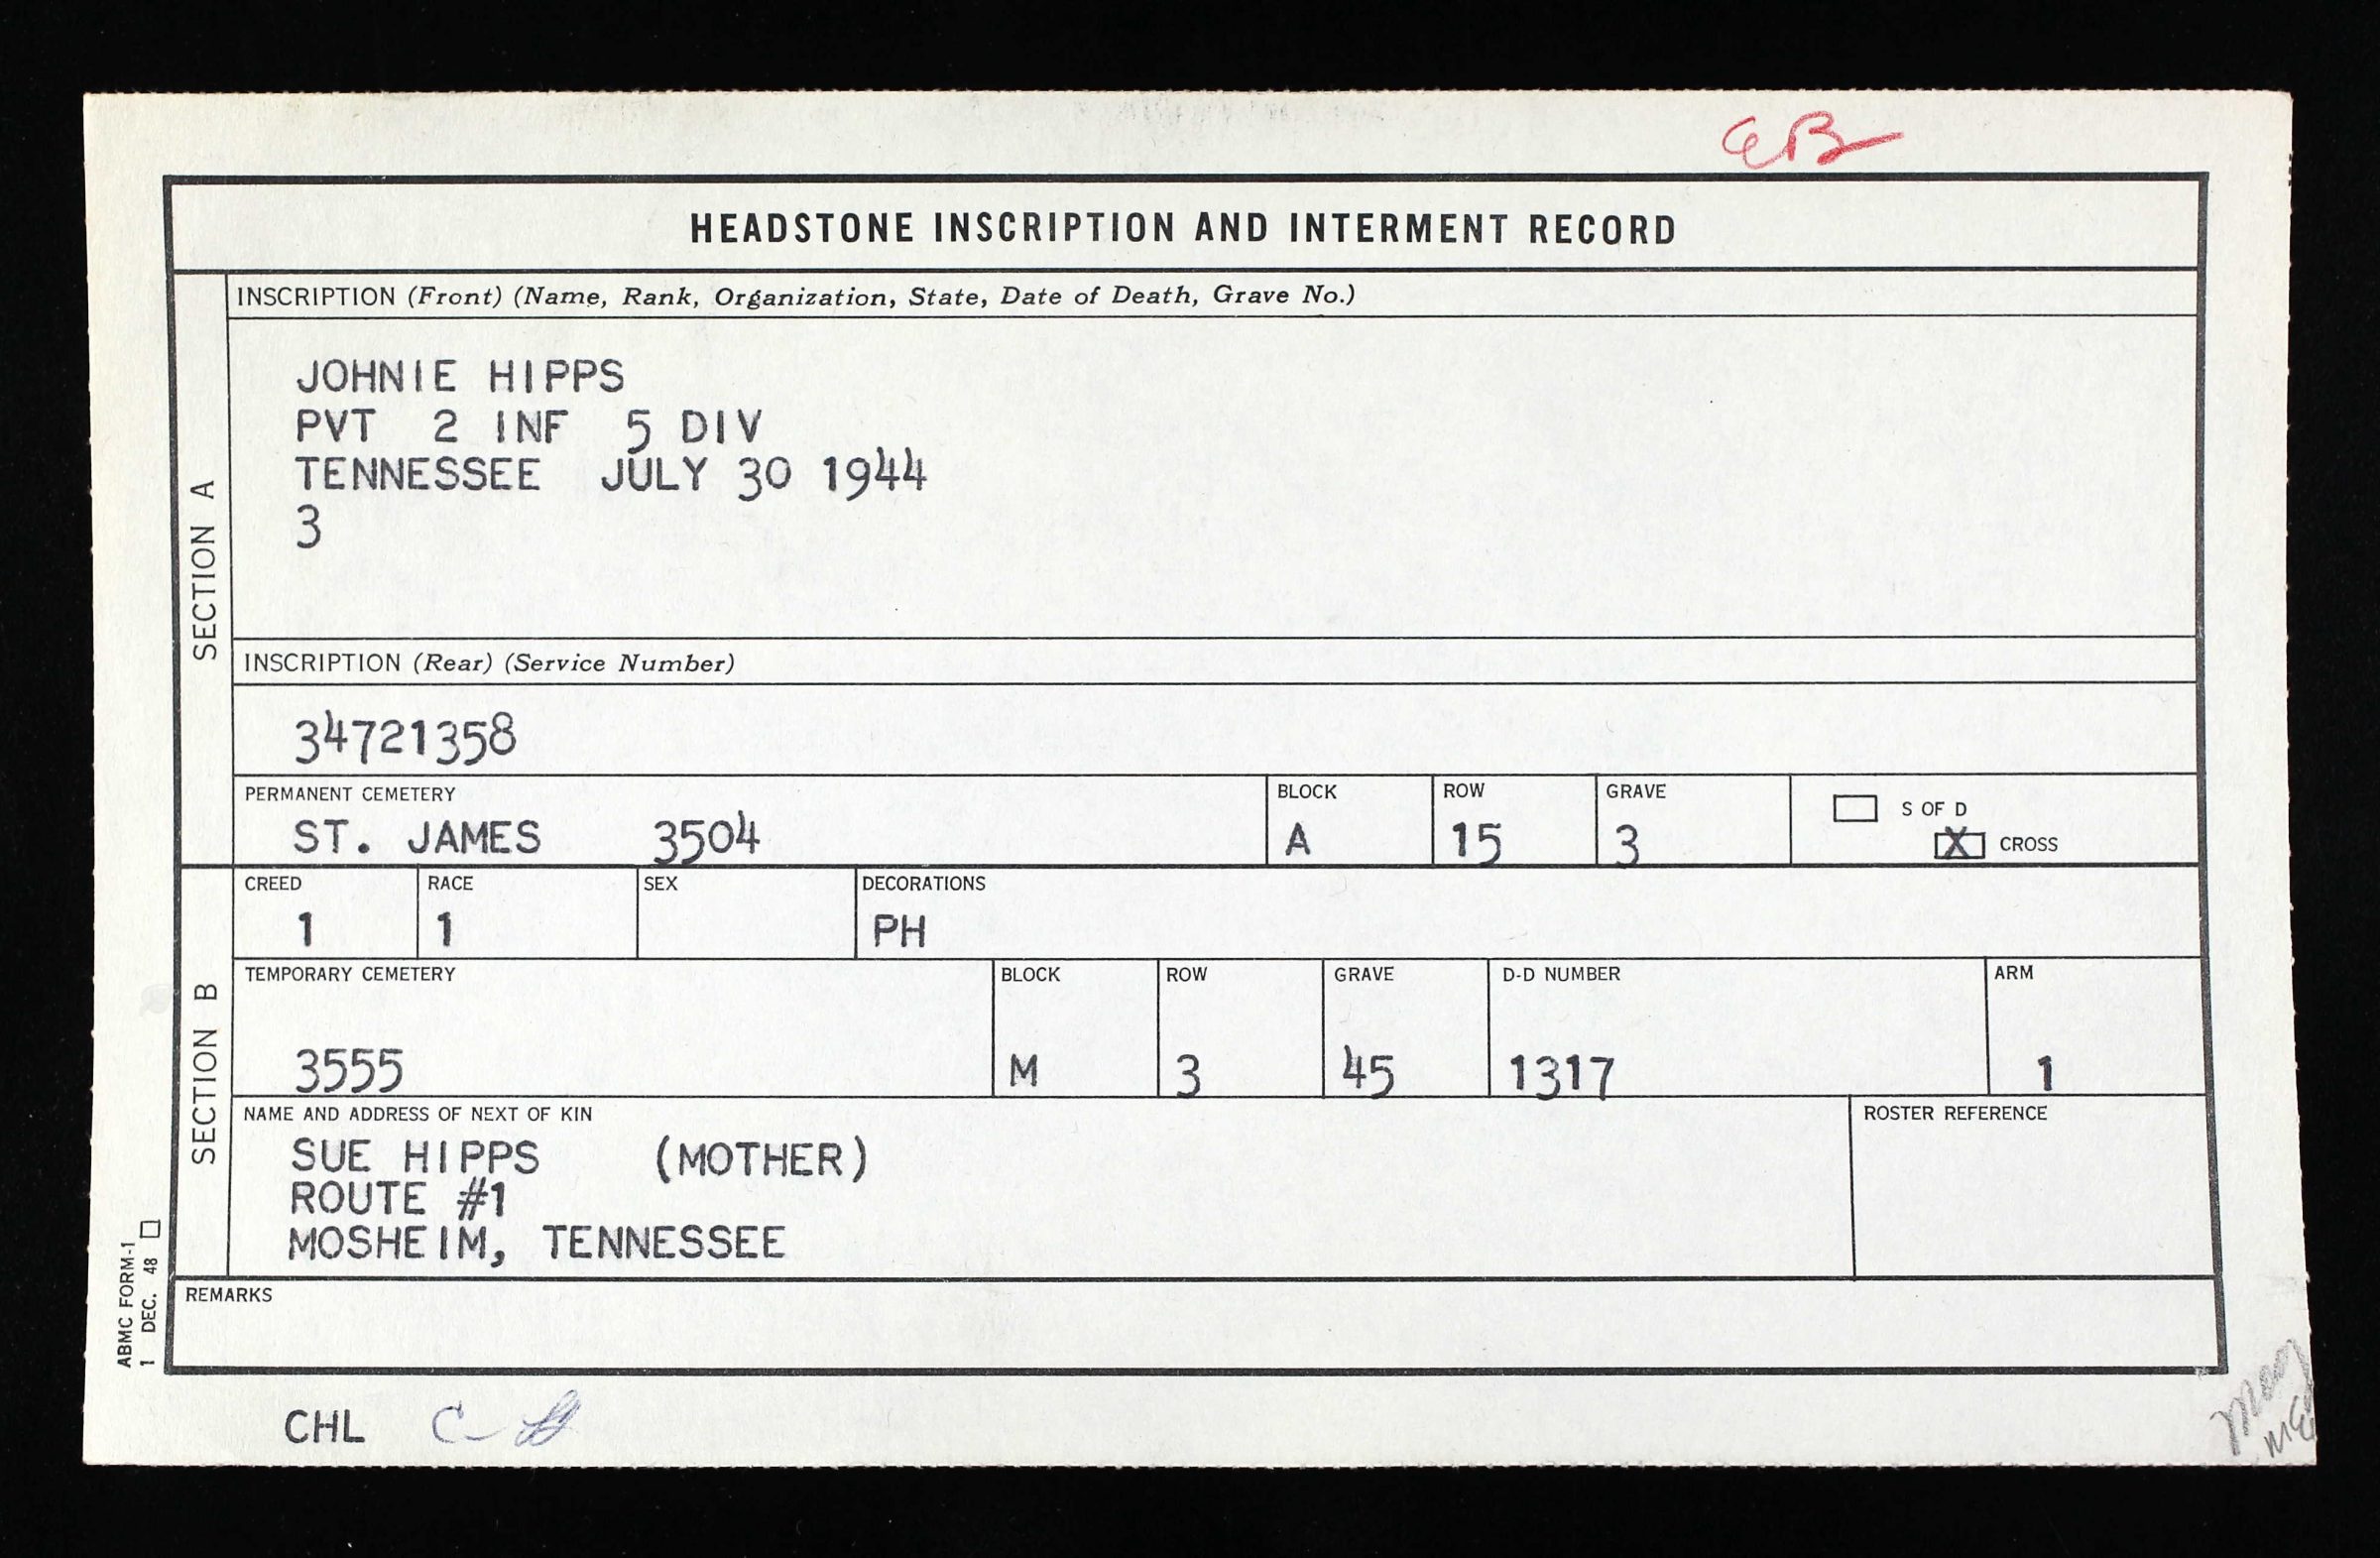 EB
HEADSTONE INSCRIPTION AND INTERMENT RECORD
SECTION A
INSCRIPTION (Front) (Name, Rank, Organization, State, Date of Death, Grave No.)
JOHNIE HIPPS
PVT 2 INF 5 DIV
TENNESSEE JULY 30 1944
3
INSCRIPTION (Rear) (Service Number)
34721358
PERMANENT CEMETERY BLOCK ROW GRAVE S OF D
ST. JAMES 3504 A 15 3 X CROSS
SECTION B
CREED RACE SEX DECORATIONS
1 1 PH
TEMPORARY CEMETERY BLOCK ROW GRAVE D-D NUMBER ARM
3555 M 3 45 1317 1
NAME AND ADDRESS OF NEXT OF KIN ROSTER REFERENCE
SUE HIPPS (MOTHER)
ROUTE #1
MOSHEIM, TENNESSEE
REMARKS
ABMC FORM-1
1 DEC. 48
CHL